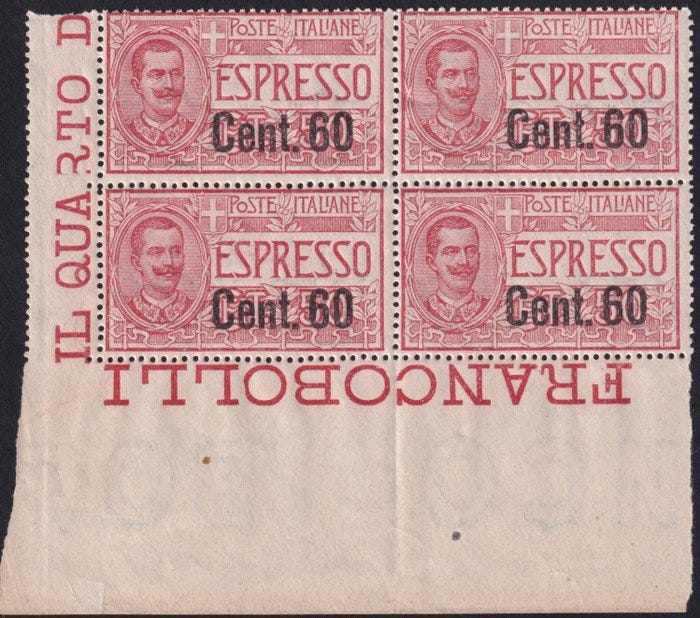 IL QUARTO D
POSTE ITALIANE
ESPRESSO
Cent. 60
POSTE ITALIANE
ESPRESSO
Cent. 60
POSTE ITALIANE
ESPRESSO
Cent. 60
POSTE ITALIANE
ESPRESSO
Cent. 60
FRANCOBOLLI